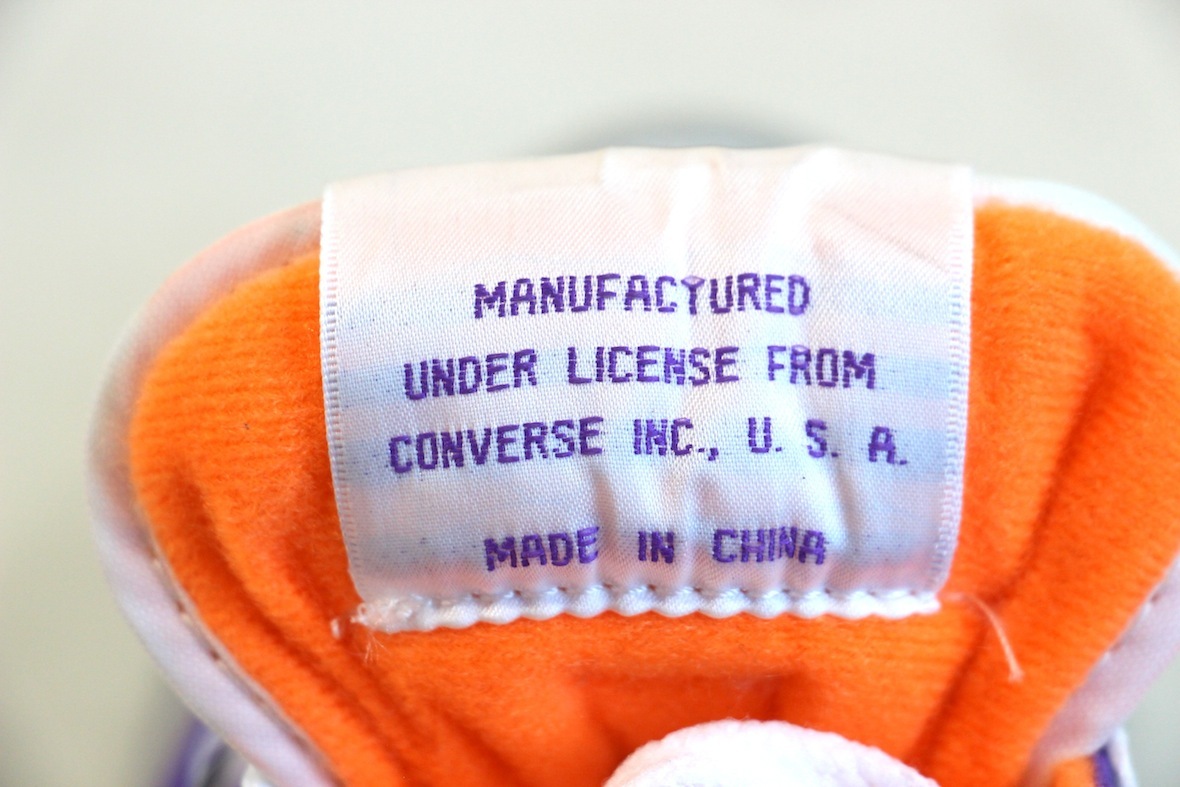 MANUFACTURED
UNDER LICENSE FROM
CONVERSE INC., U. S. A.
MADE IN CHINA